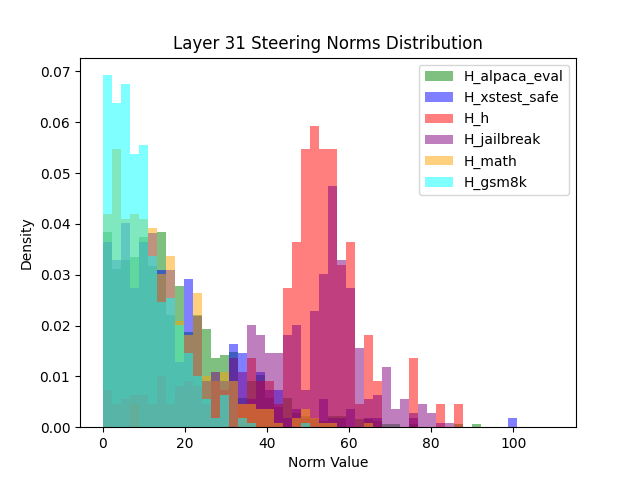 Layer 31 Steering Norms Distribution
H_alpaca_eval
H_xstest_safe
H_h
H_jailbreak
H_math
H_gsm8k
Density
0.07
0.06
0.05
0.04
0.03
0.02
0.01
0.00
0 20 40 60 80 100
Norm Value